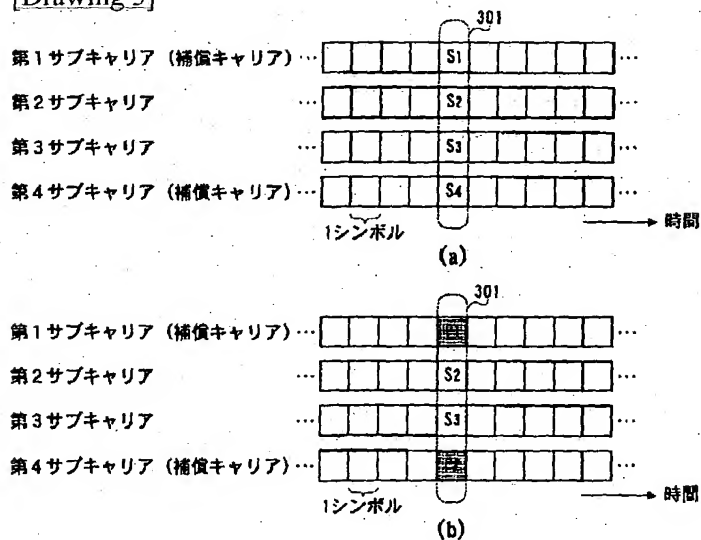 [Drawing 3]
301
第1サブキャリア (補償キャリア) ··· S1 ···
第2サブキャリア ··· S2 ···
第3サブキャリア ··· S3 ···
第4サブキャリア (補償キャリア) ··· S4 ···
1シンボル
時間
(a)
301
第1サブキャリア (補償キャリア) ··· ···
第2サブキャリア ··· S2 ···
第3サブキャリア ··· S3 ···
第4サブキャリア (補償キャリア) ··· ···
1シンボル
時間
(b)